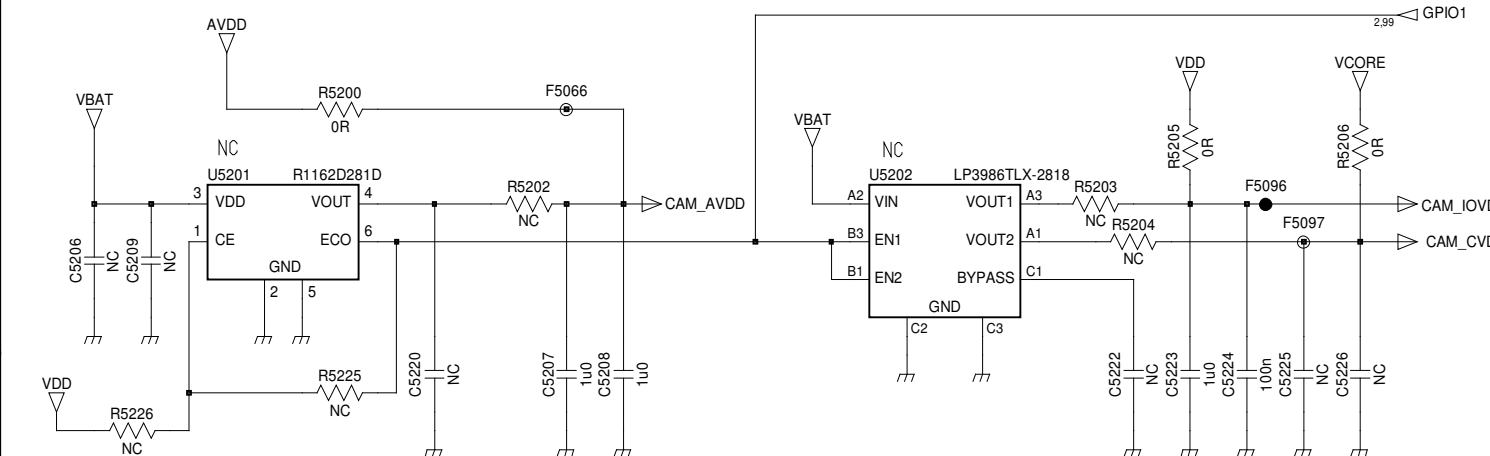 GPIO1
2,99
AVDD
VDD
VCORE
R5200
0R
F5066
VBAT
VBAT
R5205
0R
R5206
0R
NC
U5201
R1162D281D
NC
U5202
LP3986TLX-2818
3
VDD
VOUT
4
R5202
NC
CAM_AVDD
A2
VIN
VOUT1
A3
R5203
NC
F5096
CAM_IOVD
1
CE
ECO
6
B3
EN1
VOUT2
A1
R5204
NC
F5097
CAM_CVD
C5206
NC
C5209
NC
GND
2
5
B1
EN2
BYPASS
C1
GND
C2
C3
VDD
R5226
NC
R5225
NC
C5220
NC
C5207
1u0
C5208
1u0
C5222
NC
C5223
1u0
C5224
100n
C5225
NC
C5226
NC